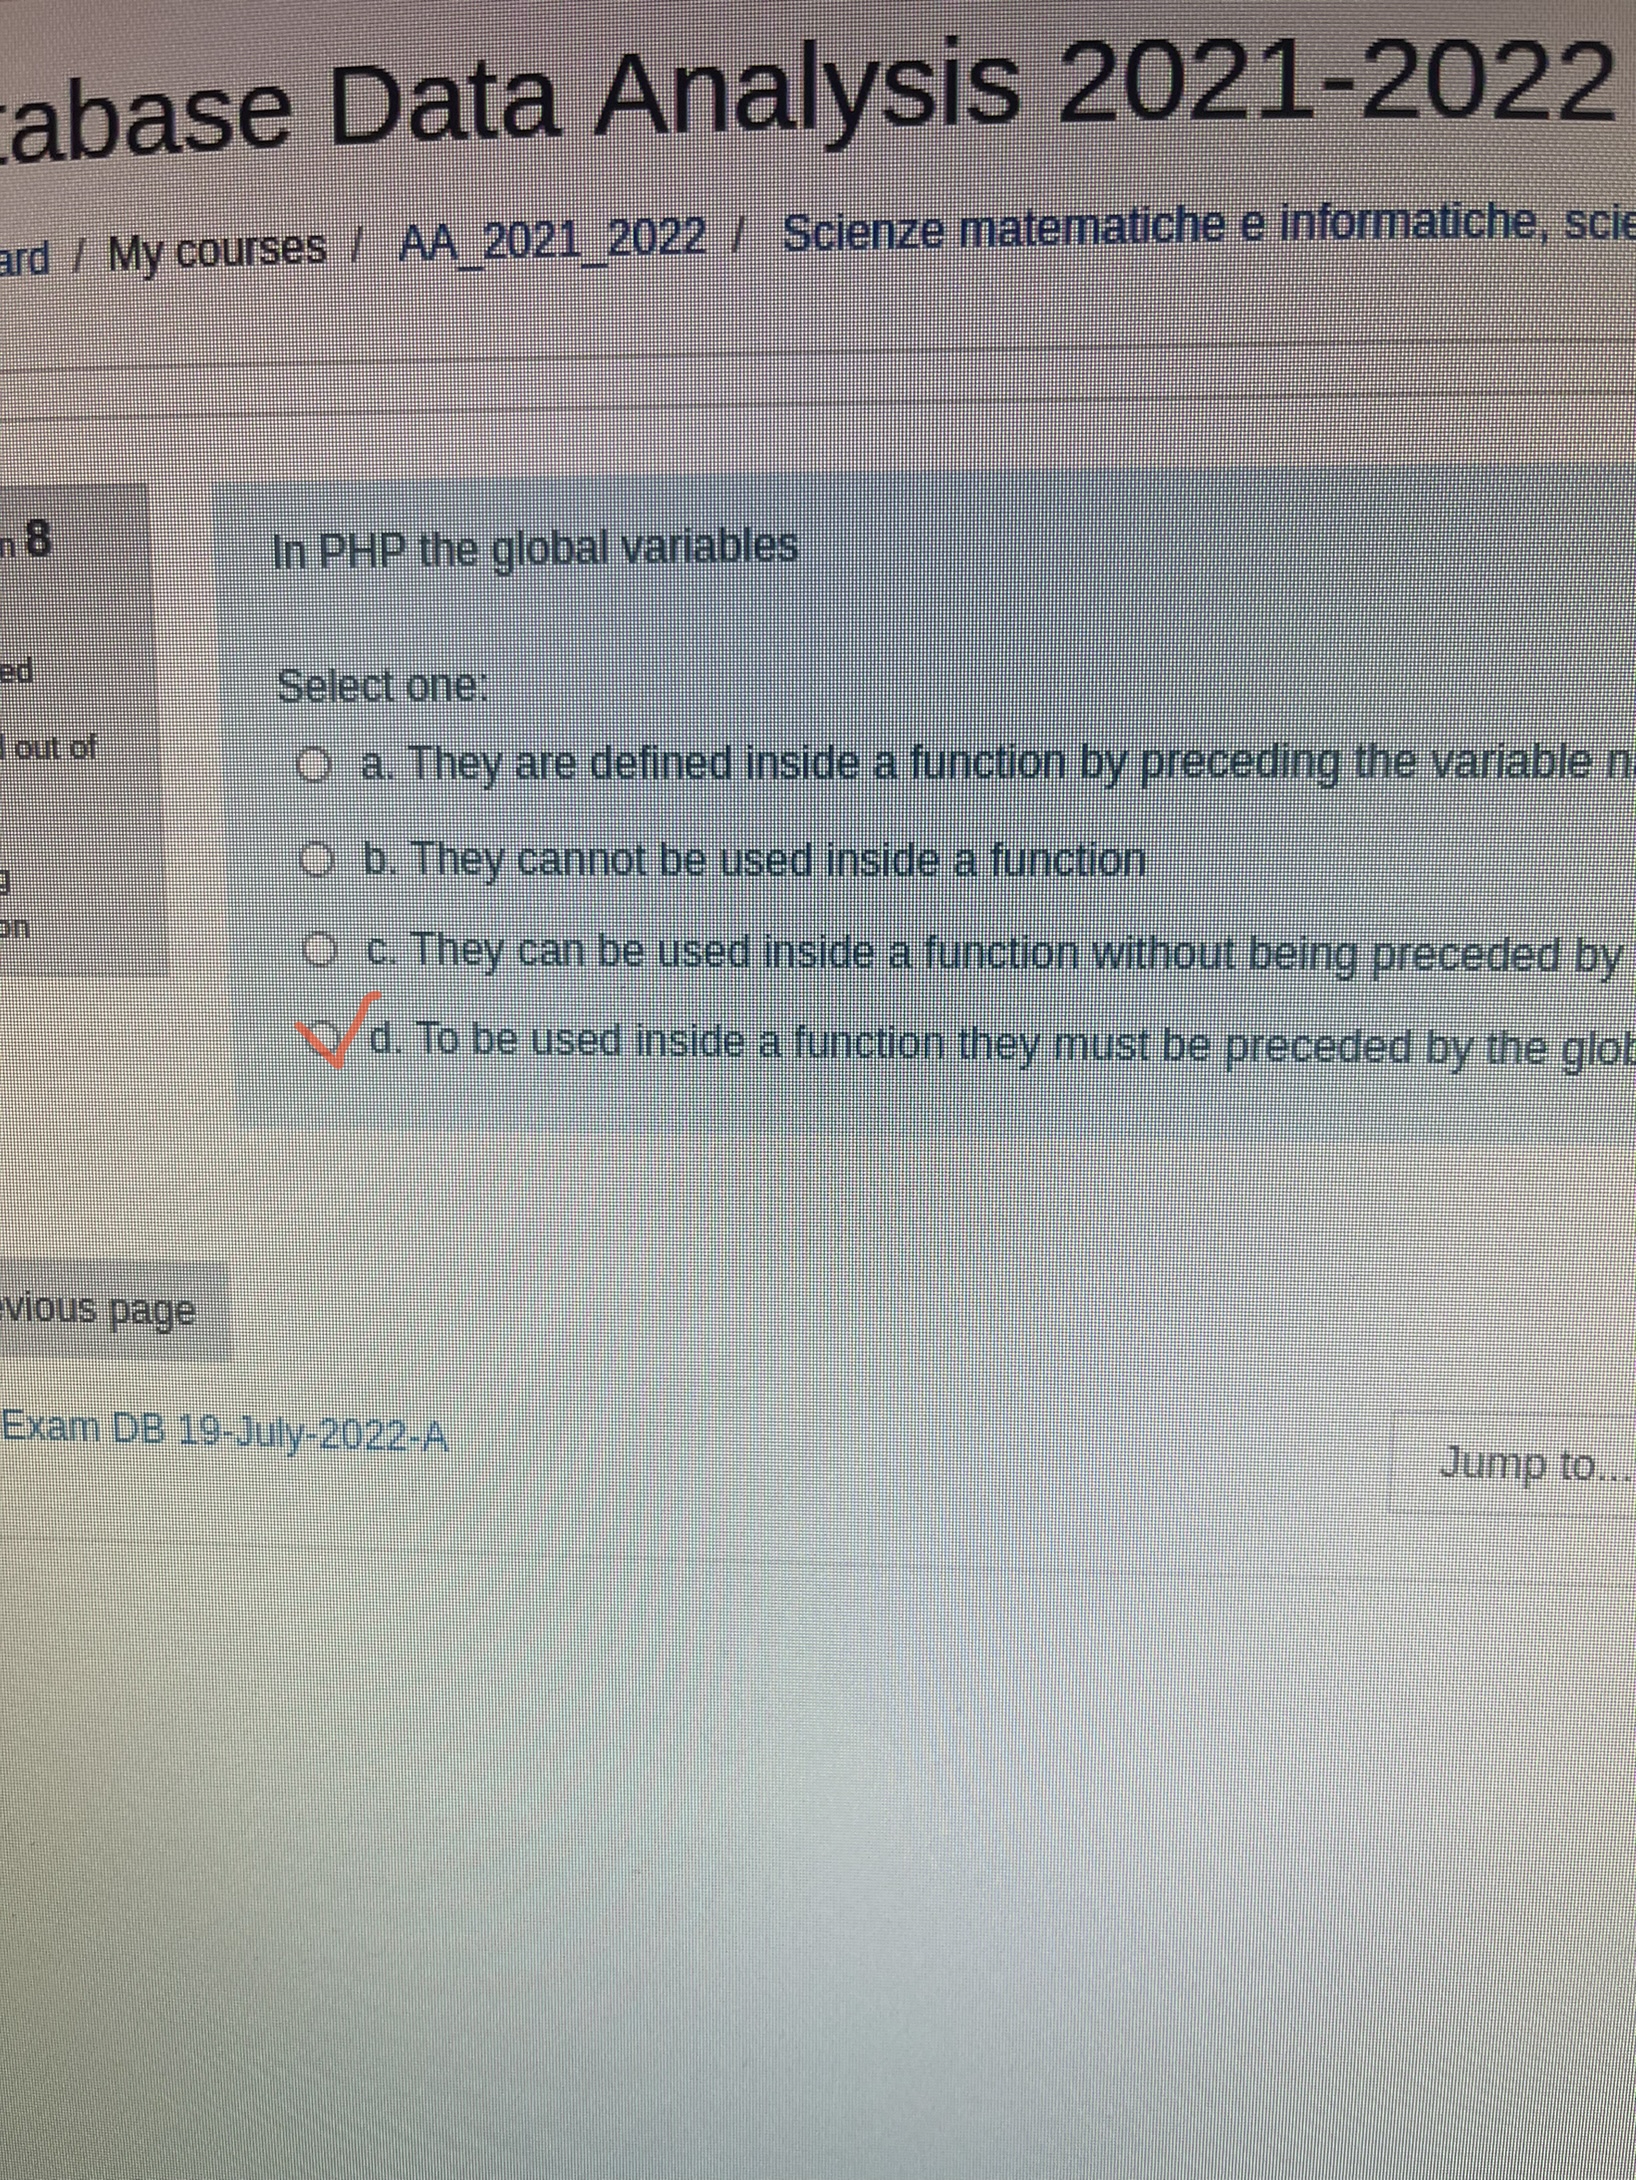 tabase Data Analysis 2021-2022
ard / My courses / AA_2021_2022 / Scienze matematiche e informatiche, scie
n 8
ed
out of
g
on
In PHP the global variables
Select one:
a. They are defined inside a function by preceding the variable n
b. They cannot be used inside a function
c. They can be used inside a function without being preceded by
d. To be used inside a function they must be preceded by the glob
evious page
Exam DB 19-July-2022-A
Jump to...